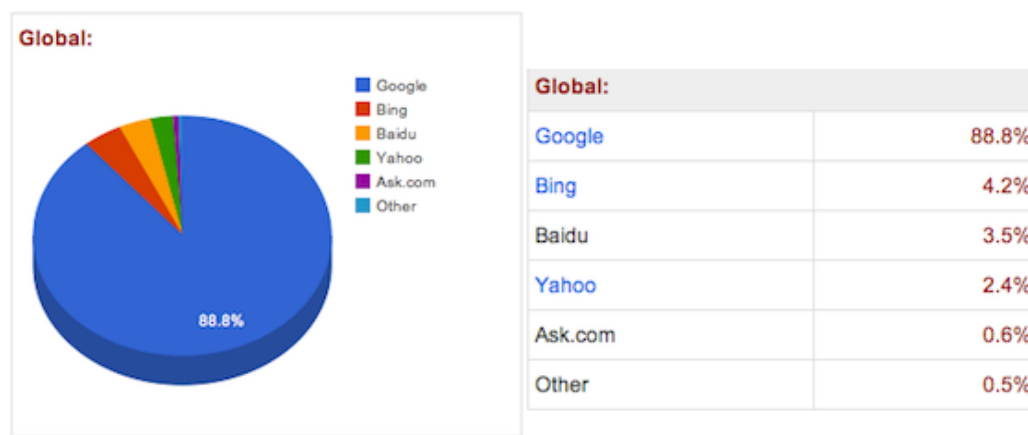 Global:
Google
Bing
Baidu
Yahoo
Ask.com
Other
88.8%
Global:
Google 88.8%
Bing 4.2%
Baidu 3.5%
Yahoo 2.4%
Ask.com 0.6%
Other 0.5%